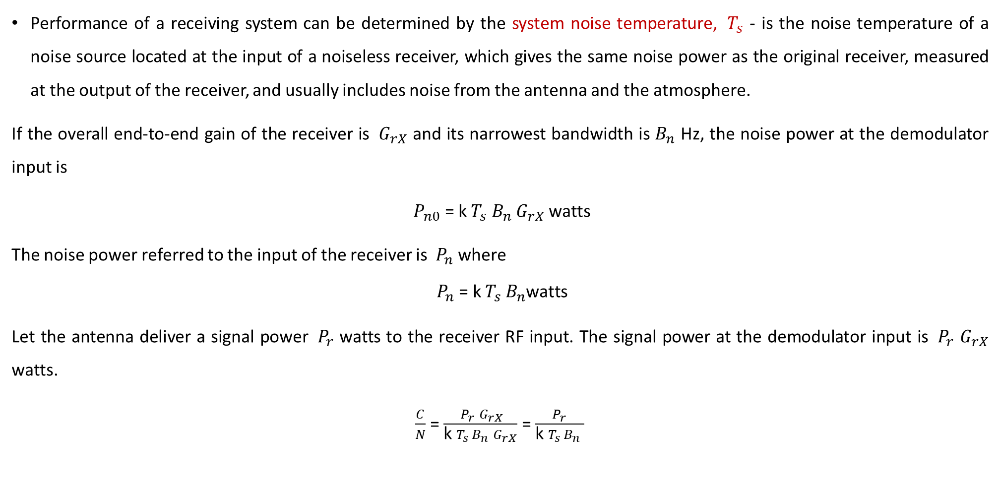 • Performance of a receiving system can be determined by the system noise temperature, Tₛ - is the noise temperature of a
noise source located at the input of a noiseless receiver, which gives the same noise power as the original receiver, measured
at the output of the receiver, and usually includes noise from the antenna and the atmosphere.
If the overall end-to-end gain of the receiver is G_{rX} and its narrowest bandwidth is B_n Hz, the noise power at the demodulator
input is
P_{n0} = k T_s B_n G_{rX} watts
The noise power referred to the input of the receiver is P_n where
P_n = k T_s B_n watts
Let the antenna deliver a signal power P_r watts to the receiver RF input. The signal power at the demodulator input is P_r G_{rX}
watts.
\frac{C}{N} = \frac{P_r G_{rX}}{k T_s B_n G_{rX}} = \frac{P_r}{k T_s B_n}